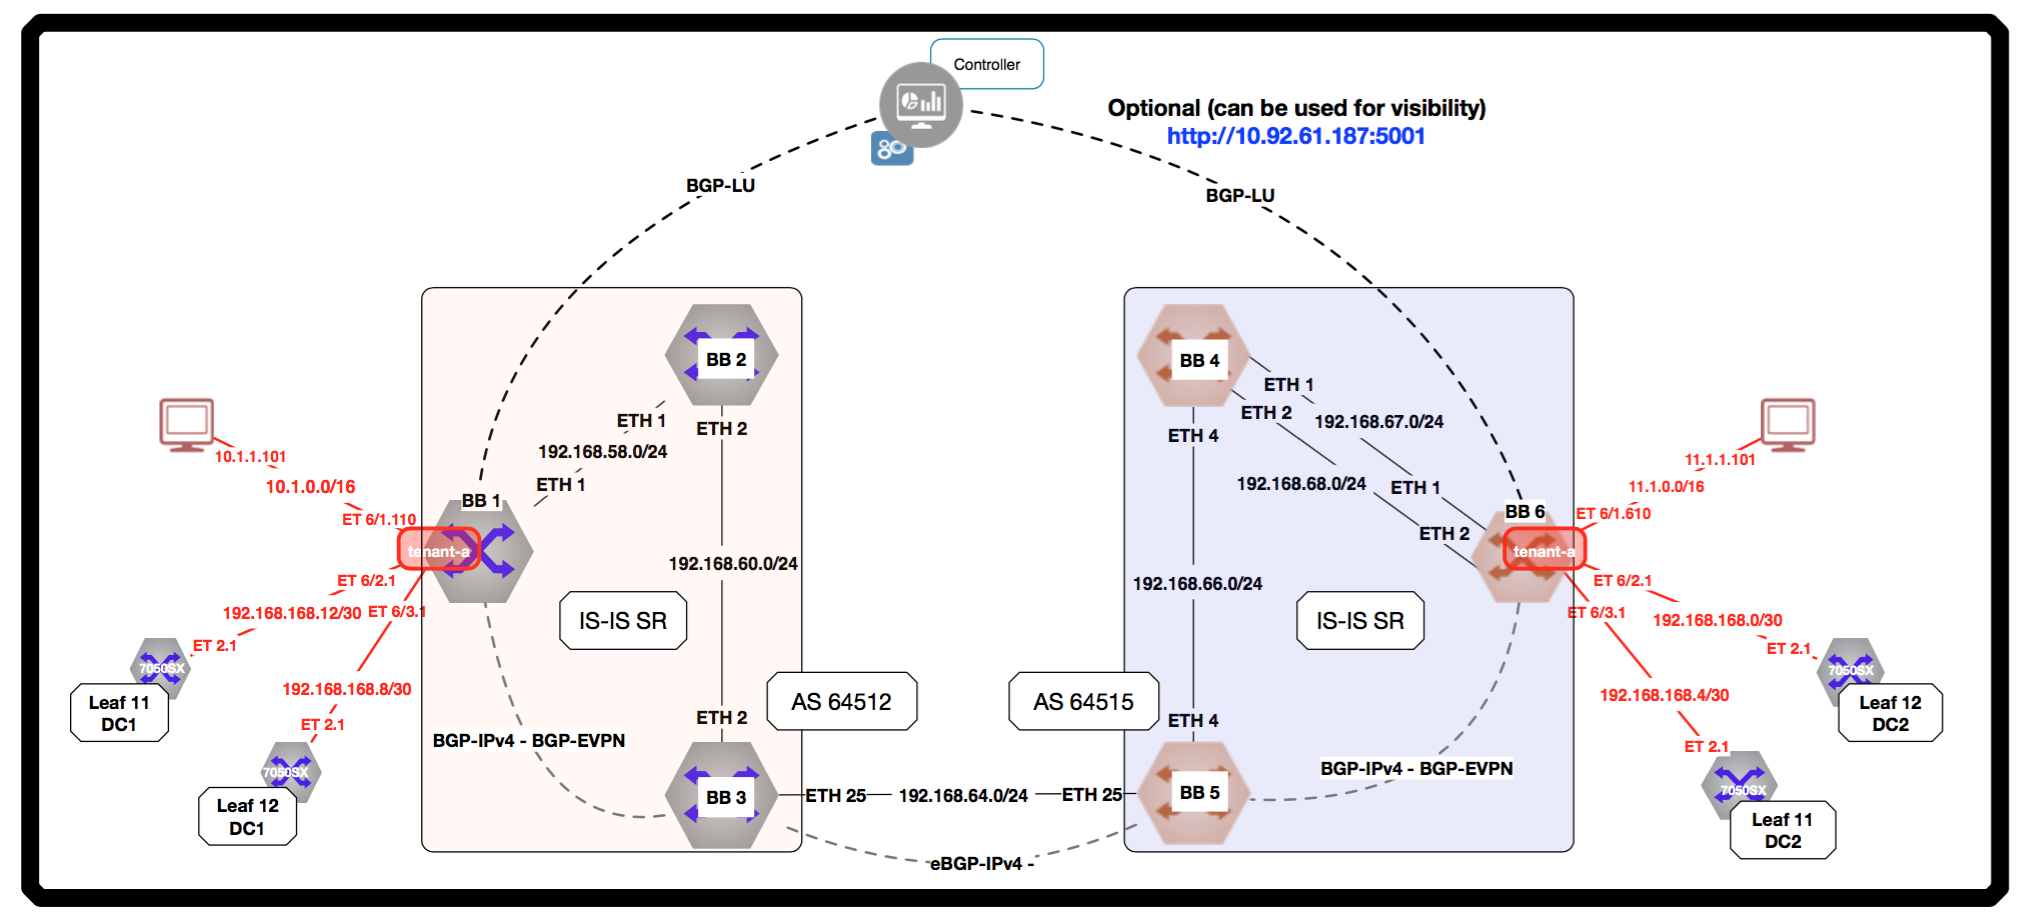 Controller
Optional (can be used for visibility)
http://10.92.61.187:5001
BGP-LU
BGP-LU
BB 2
ETH 1
ETH 2
192.168.58.0/24
ETH 1
BB 1
10.1.1.101
10.1.0.0/16
ET 6/1.110
tenant-a
ET 6/2.1
192.168.168.12/30
ET 6/3.1
ET 2.1
7050SX
Leaf 11
DC1
192.168.168.8/30
ET 2.1
7050SX
Leaf 12
DC1
192.168.60.0/24
IS-IS SR
AS 64512
ETH 2
BGP-IPv4 - BGP-EVPN
BB 3
ETH 25
192.168.64.0/24
ETH 25
eBGP-IPv4 -
BB 4
ETH 1
ETH 2
192.168.67.0/24
ETH 4
192.168.68.0/24
ETH 1
ETH 2
BB 6
192.168.66.0/24
IS-IS SR
AS 64515
ETH 4
BGP-IPv4 - BGP-EVPN
BB 5
11.1.1.101
11.1.0.0/16
ET 6/1.610
tenant-a
ET 6/2.1
ET 6/3.1
192.168.168.0/30
ET 2.1
7050SX
Leaf 12
DC2
192.168.168.4/30
ET 2.1
7050SX
Leaf 11
DC2